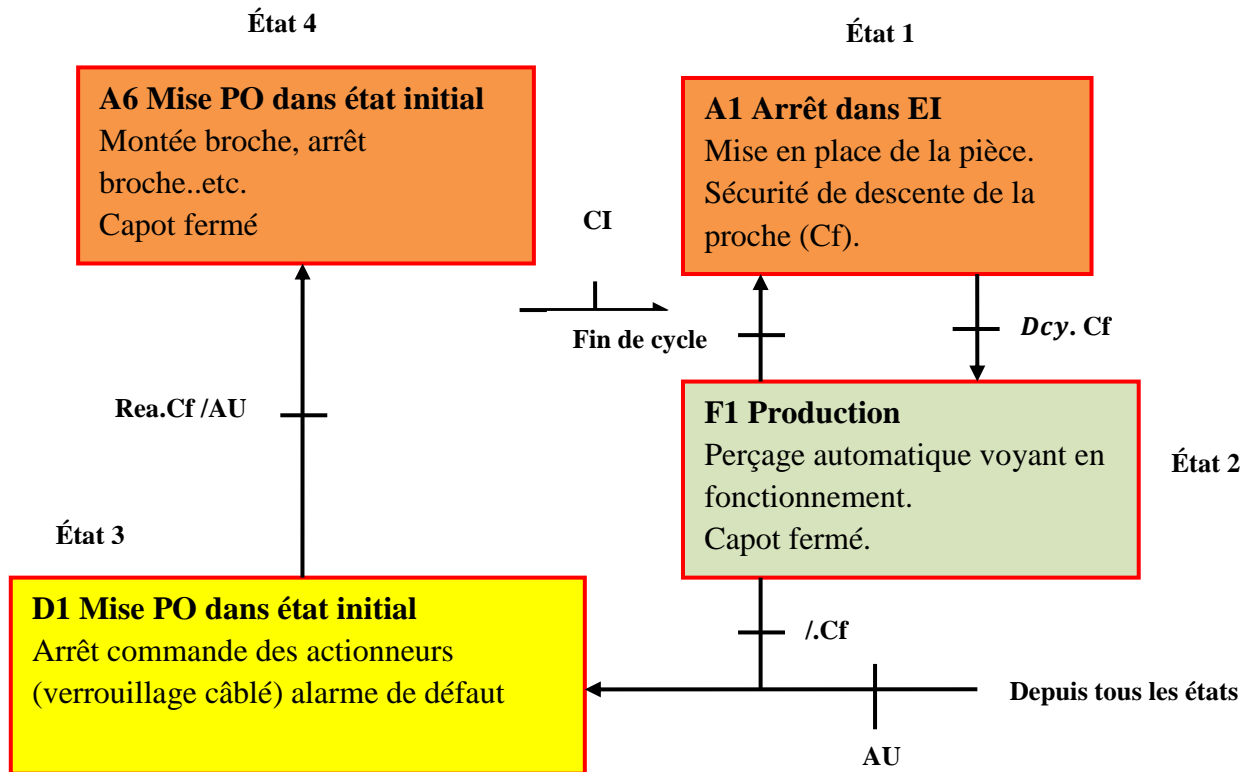 État 4
État 1
A6 Mise PO dans état initial
Montée broche, arrêt
broche..etc.
Capot fermé
A1 Arrêt dans EI
Mise en place de la pièce.
Sécurité de descente de la
proche (Cf).
CI
Fin de cycle
Dcy. Cf
Rea.Cf /AU
F1 Production
Perçage automatique voyant en
fonctionnement.
Capot fermé.
État 2
État 3
D1 Mise PO dans état initial
Arrêt commande des actionneurs
(verrouillage câblé) alarme de défaut
/.Cf
Depuis tous les états
AU